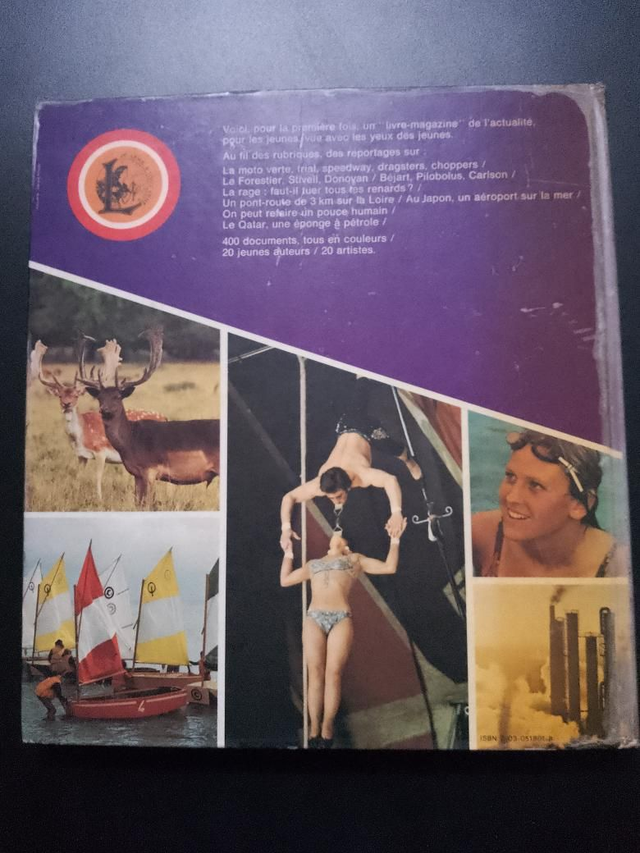 Voici, pour la première fois, un "livre-magazine" de l'actualité,
pour les jeunes, vue avec les yeux des jeunes.
Au fil des rubriques, des reportages sur :
La moto verte, trial, speedway, dragsters, choppers /
Le Forestier, Stivell, Donovan / Béjart, Pilobolus, Carlson /
La rage : faut-il tuer tous les renards ? /
Un pont-route de 3 km sur la Loire / Au Japon, un aéroport sur la mer /
On peut refaire un pouce humain /
Le Qatar, une éponge à pétrole /
400 documents, tous en couleurs /
20 jeunes auteurs / 20 artistes.
L
4
ISBN